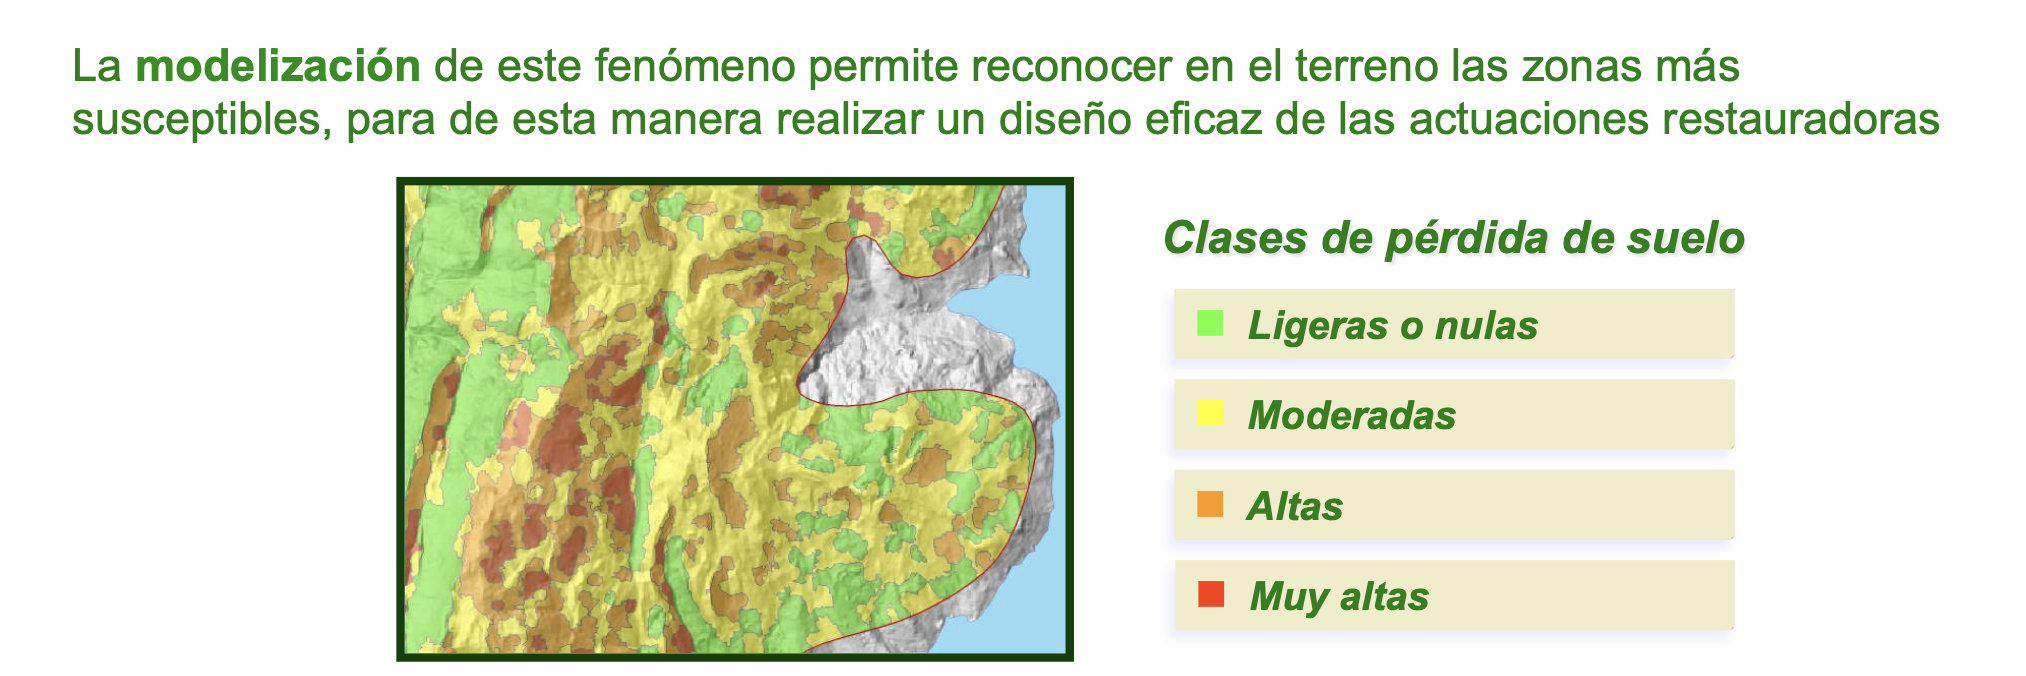 La modelización de este fenómeno permite reconocer en el terreno las zonas más
susceptibles, para de esta manera realizar un diseño eficaz de las actuaciones restauradoras
Clases de pérdida de suelo
Ligeras o nulas
Moderadas
Altas
Muy altas